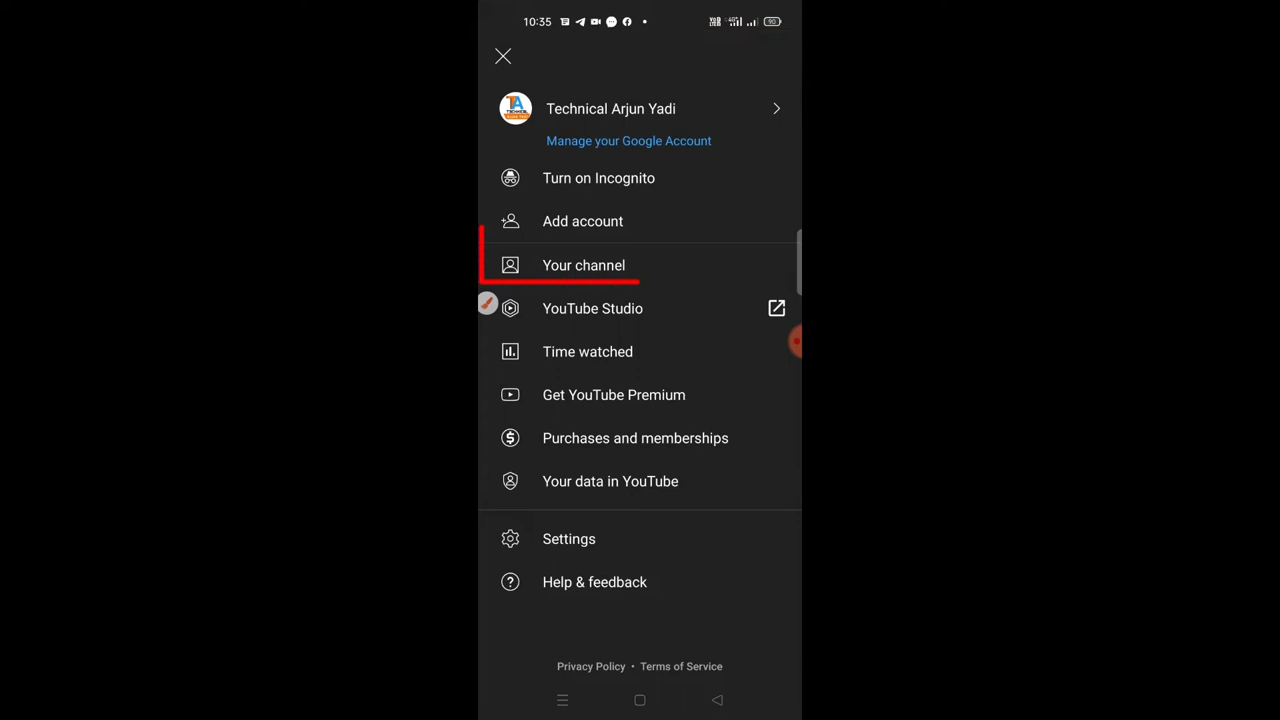 10:35
90
Technical Arjun Yadi
Manage your Google Account
Turn on Incognito
Add account
Your channel
YouTube Studio
Time watched
Get YouTube Premium
Purchases and memberships
Your data in YouTube
Settings
Help & feedback
Privacy Policy • Terms of Service